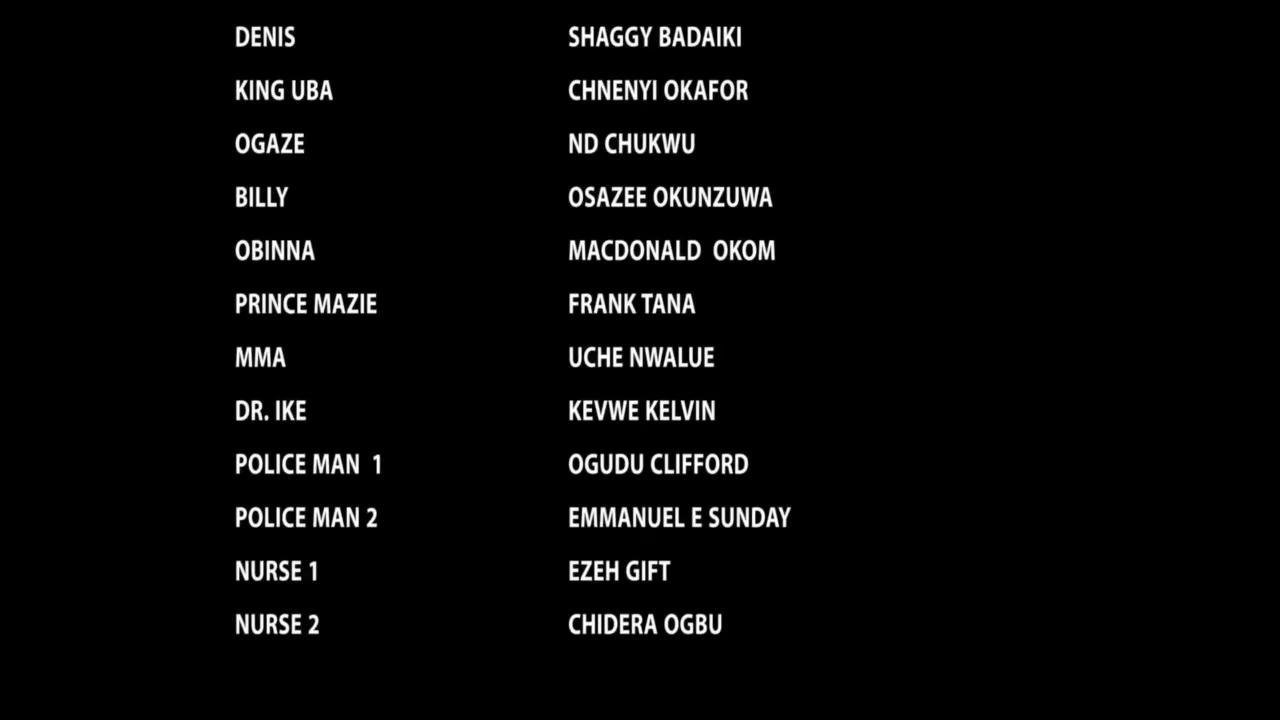 DENIS SHAGGY BADAIKI
KING UBA CHNENYI OKAFOR
OGAZE ND CHUKWU
BILLY OSAZEE OKUNZUWA
OBINNA MACDONALD OKOM
PRINCE MAZIE FRANK TANA
MMA UCHE NWALUE
DR. IKE KEVWE KELVIN
POLICE MAN 1 OGUDU CLIFFORD
POLICE MAN 2 EMMANUEL E SUNDAY
NURSE 1 EZEH GIFT
NURSE 2 CHIDERA OGBU